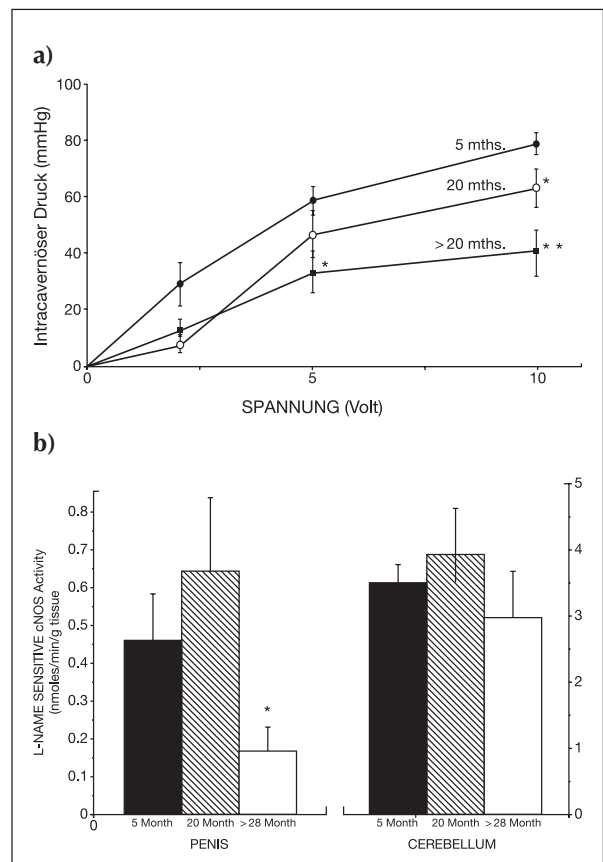 a)
100
80
60
40
20
0
Intracavernöser Druck (mmHg)
5 mths.
20 mths.
*
> 20 mths.
* *
*
0
5
10
SPANNUNG (Volt)
b)
L-NAME SENSITIVE cNOS Activity
(nmoles/min/g tissue
0.8
0.7
0.6
0.5
0.4
0.3
0.2
0.1
0
*
5
4
3
2
1
0
5 Month 20 Month > 28 Month
PENIS
5 Month 20 Month > 28 Month
CEREBELLUM